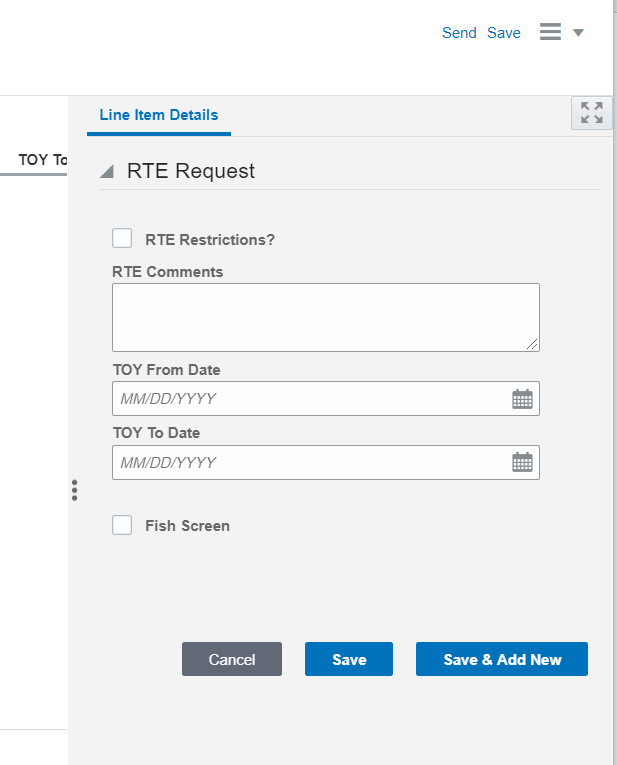 Send Save
Line Item Details
TOY To
RTE Request
RTE Restrictions?
RTE Comments
TOY From Date
MM/DD/YYYY
TOY To Date
MM/DD/YYYY
Fish Screen
Cancel Save Save & Add New